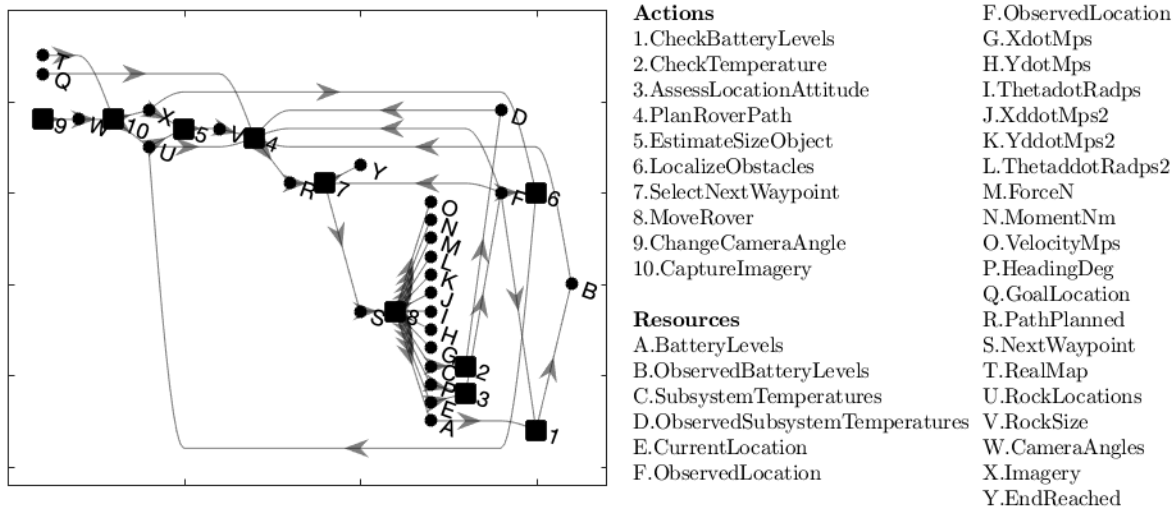 T
Q
9
W
10
X
U
5
V
4
R
7
Y
D
F
6
B
O
N
M
L
K
J
I
H
G
C
P
E
A
S
8
2
3
1
Actions
1.CheckBatteryLevels
2.CheckTemperature
3.AssessLocationAttitude
4.PlanRoverPath
5.EstimateSizeObject
6.LocalizeObstacles
7.SelectNextWaypoint
8.MoveRover
9.ChangeCameraAngle
10.CaptureImagery
Resources
A.BatteryLevels
B.ObservedBatteryLevels
C.SubsystemTemperatures
D.ObservedSubsystemTemperatures
E.CurrentLocation
F.ObservedLocation
F.ObservedLocation
G.XdotMps
H.YdotMps
I.ThetadotRadps
J.XddotMps2
K.YddotMps2
L.ThetaddotRadps2
M.ForceN
N.MomentNm
O.VelocityMps
P.HeadingDeg
Q.GoalLocation
R.PathPlanned
S.NextWaypoint
T.RealMap
U.RockLocations
V.RockSize
W.CameraAngles
X.Imagery
Y.EndReached